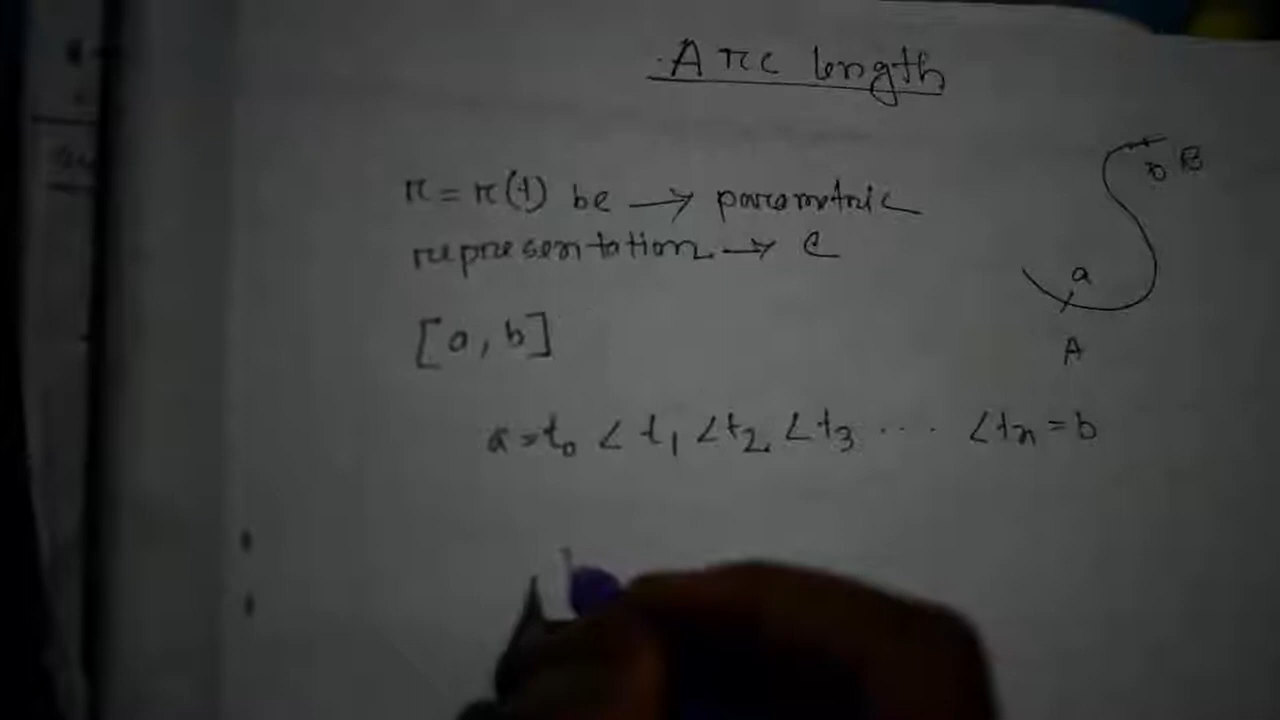 Arc length
r = r(t) be → parametric
representation → C
[a, b]
a = t₀ < t₁ < t₂ < t₃ .... < tₙ = b
b B
a
A